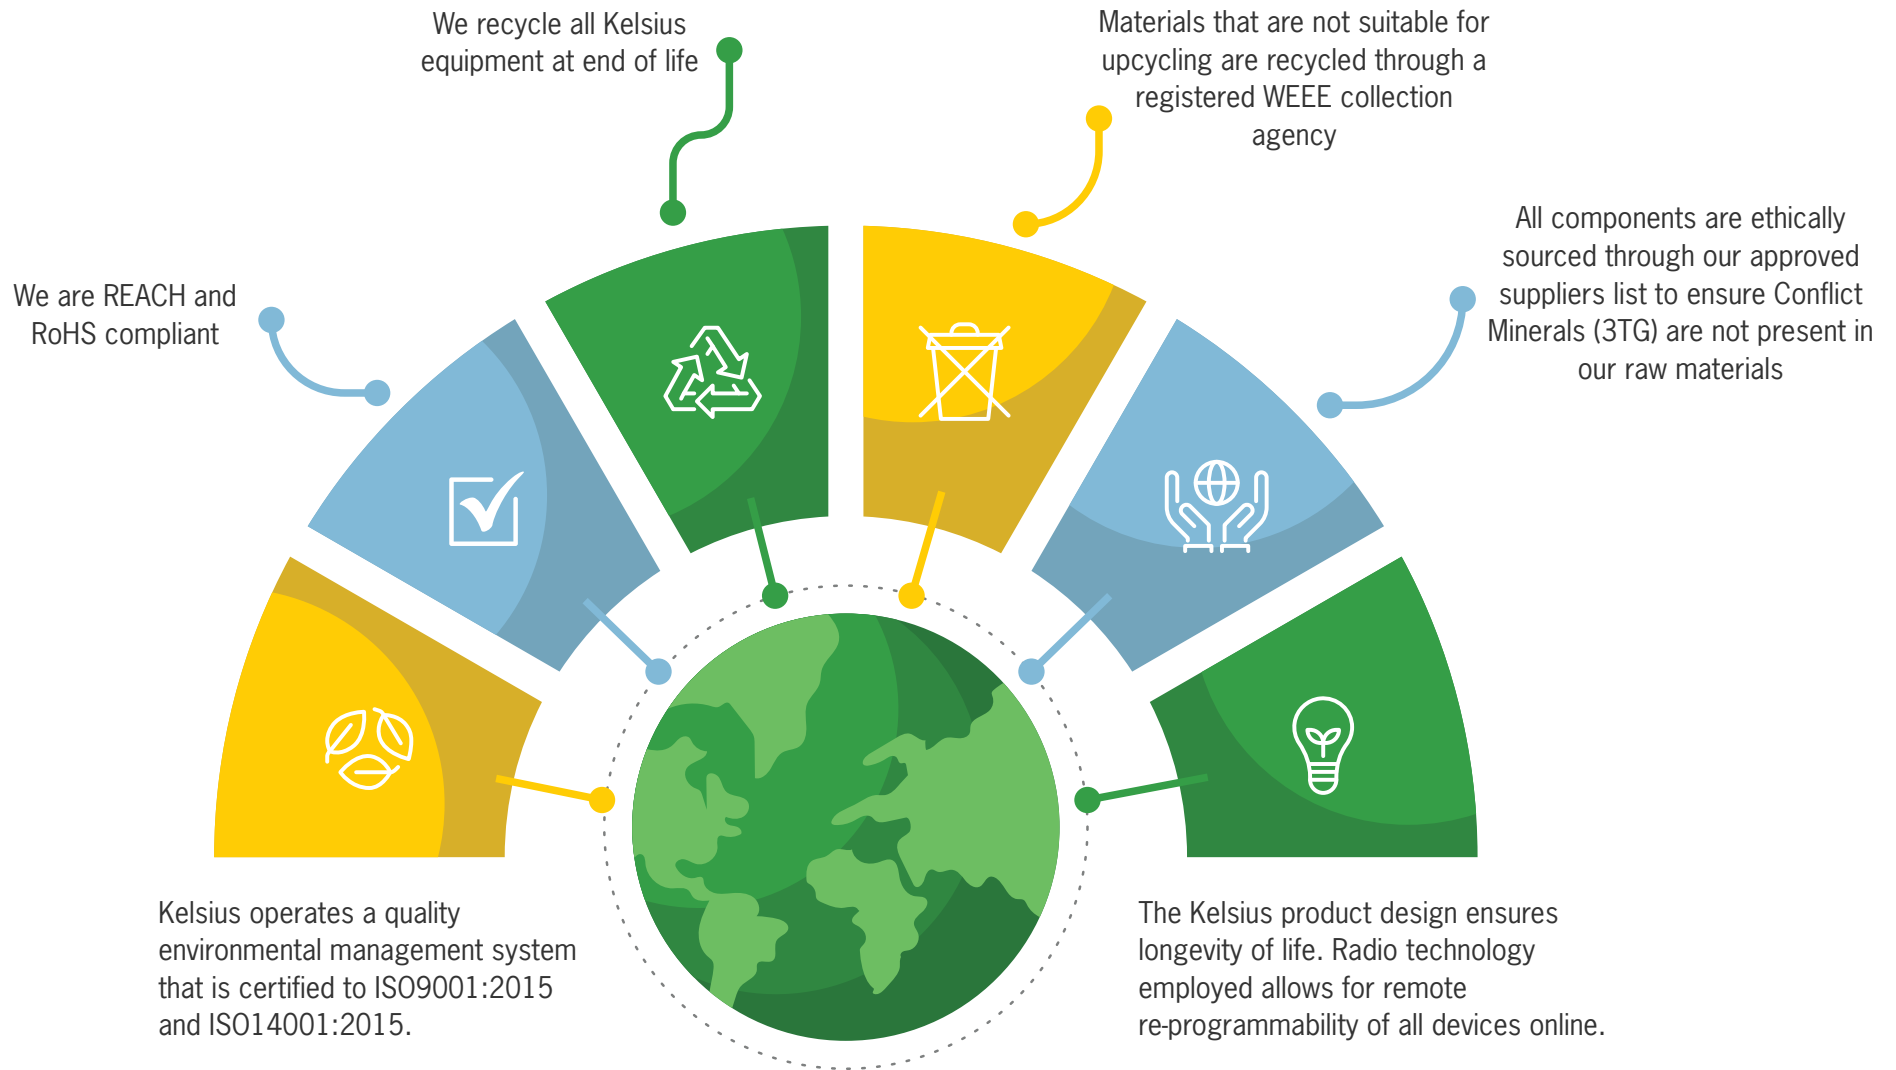 We recycle all Kelsius
equipment at end of life
Materials that are not suitable for
upcycling are recycled through a
registered WEEE collection
agency
We are REACH and
RoHS compliant
All components are ethically
sourced through our approved
suppliers list to ensure Conflict
Minerals (3TG) are not present in
our raw materials
Kelsius operates a quality
environmental management system
that is certified to ISO9001:2015
and ISO14001:2015.
The Kelsius product design ensures
longevity of life. Radio technology
employed allows for remote
re-programmability of all devices online.